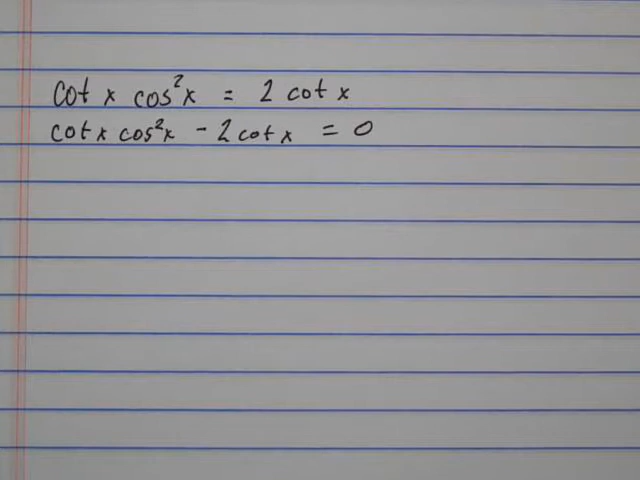 cot x cos²x = 2 cot x
cot x cos²x - 2 cot x = 0